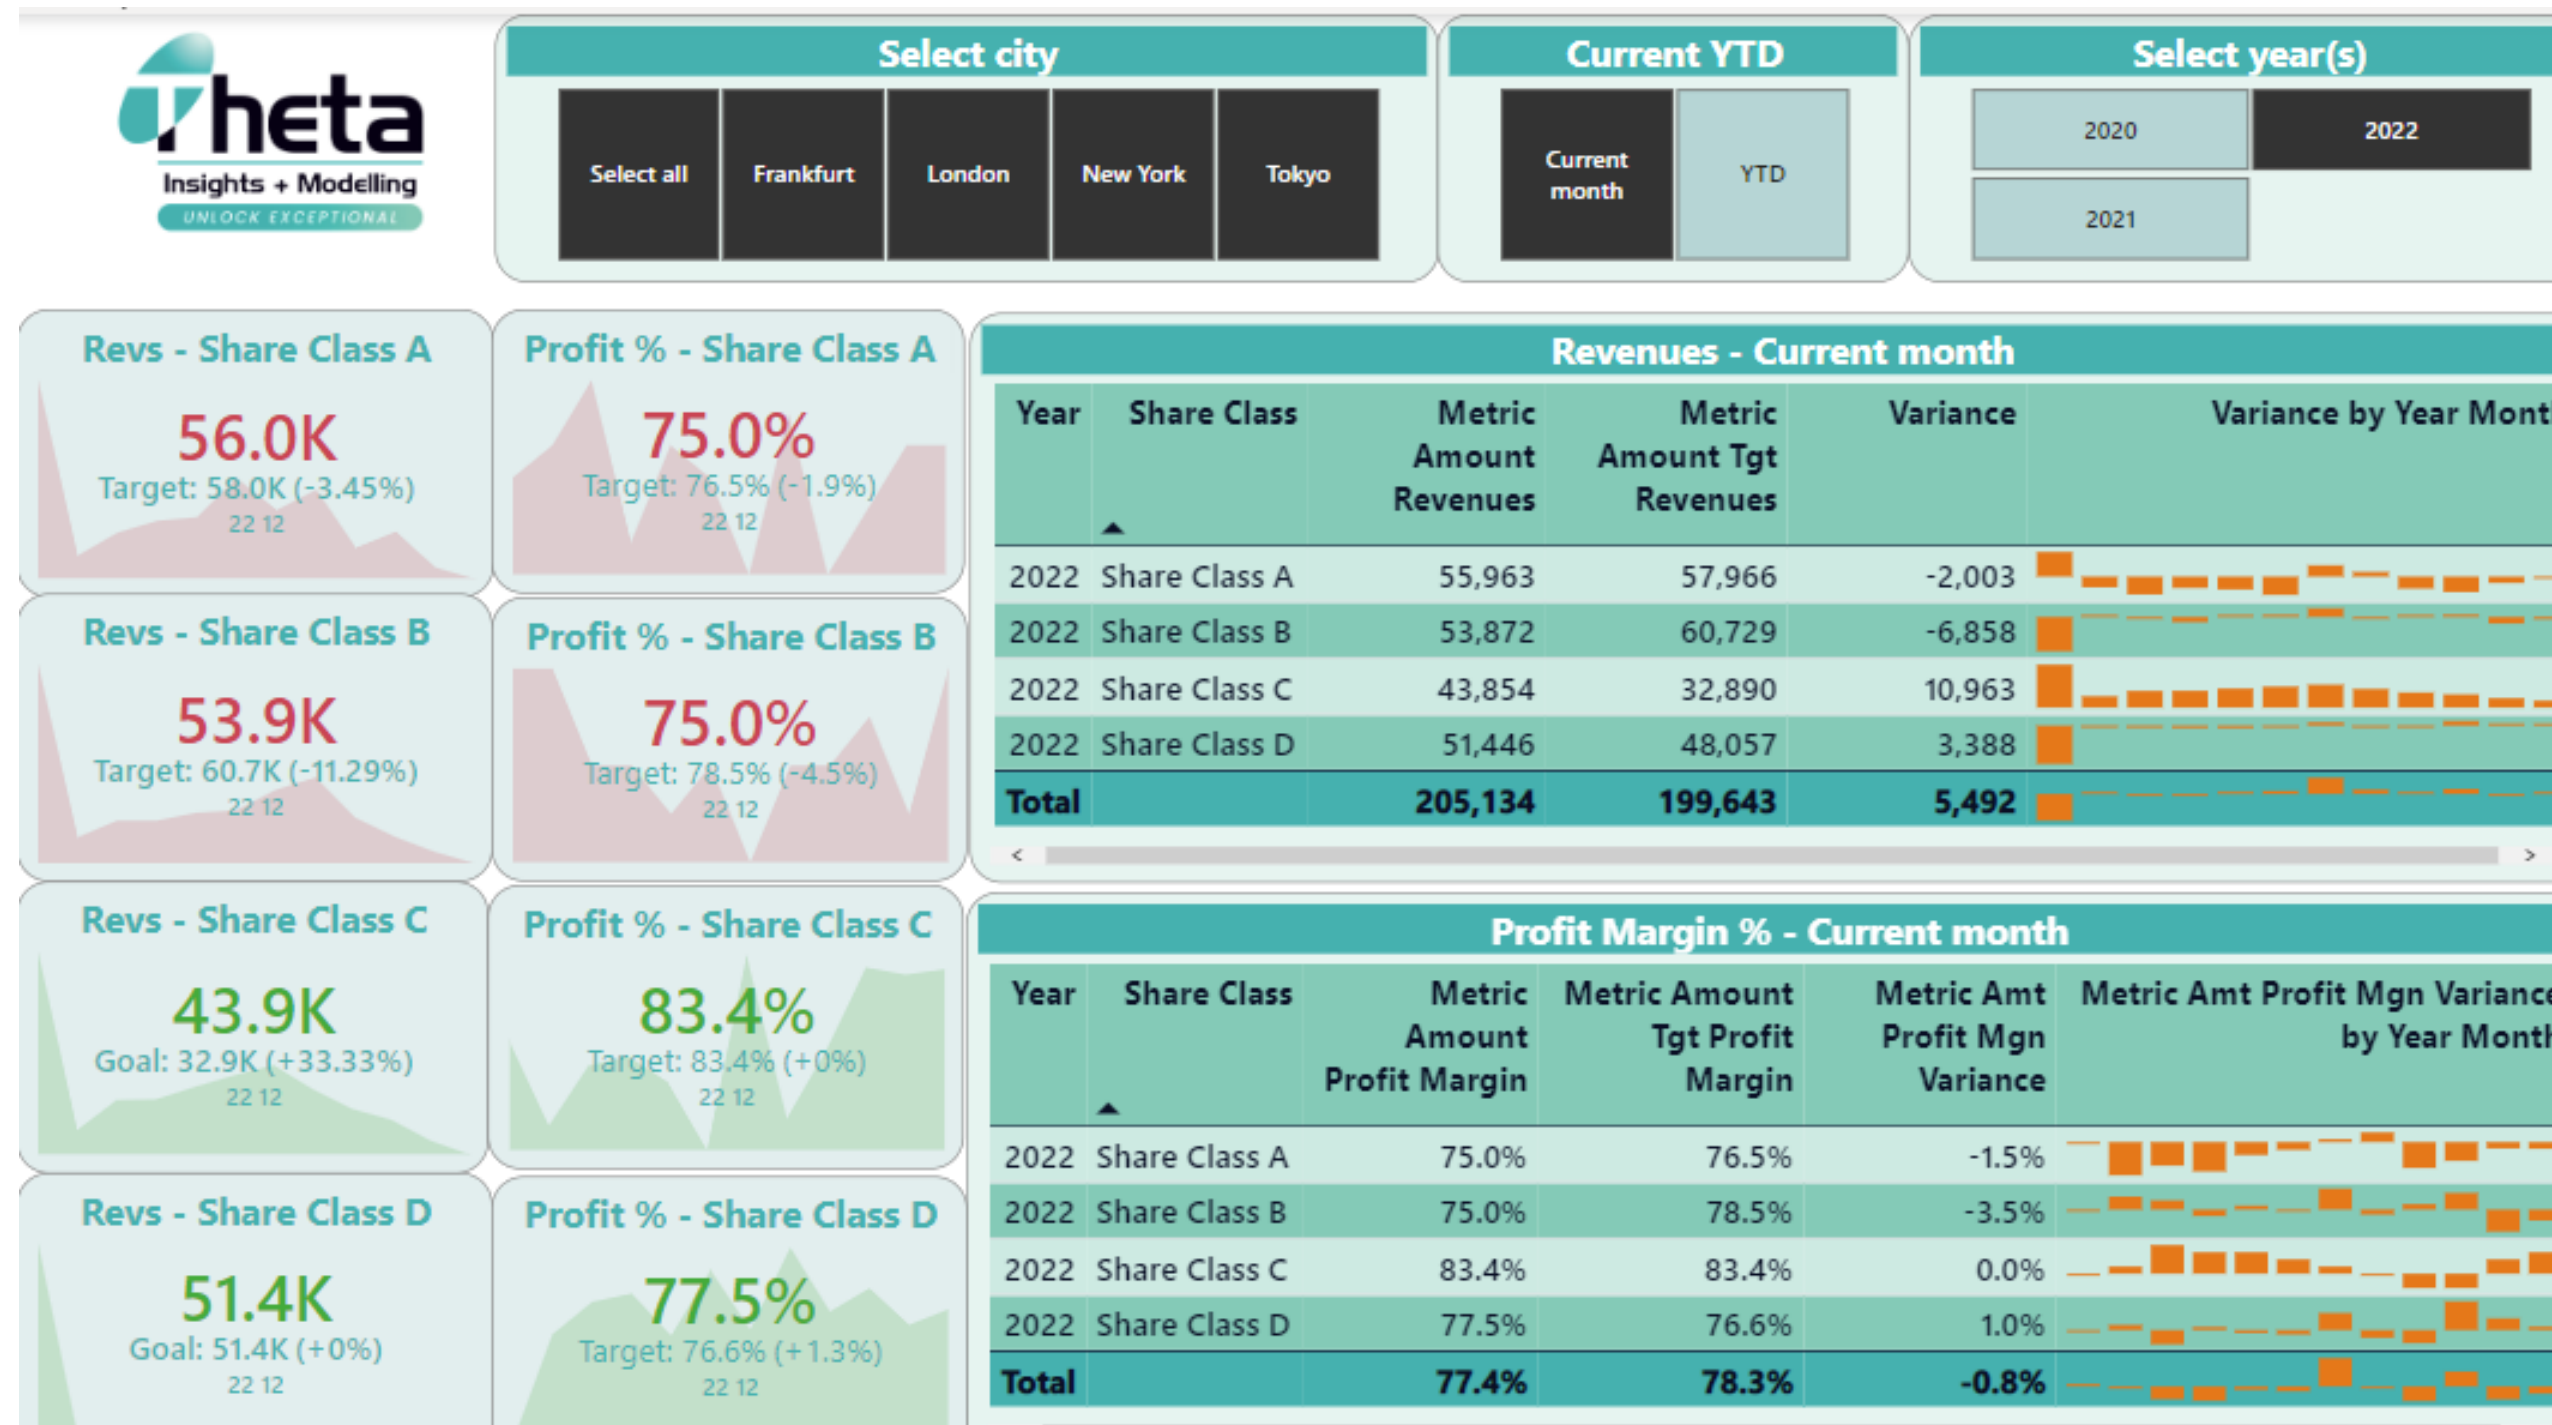 Theta
Insights + Modelling
UNLOCK EXCEPTIONAL
Select city
Select all Frankfurt London New York Tokyo
Current YTD
Current month YTD
Select year(s)
2020 2022
2021
Revs - Share Class A
56.0K
Target: 58.0K (-3.45%)
22 12
Profit % - Share Class A
75.0%
Target: 76.5% (-1.9%)
22 12
Revs - Share Class B
53.9K
Target: 60.7K (-11.29%)
22 12
Profit % - Share Class B
75.0%
Target: 78.5% (-4.5%)
22 12
Revs - Share Class C
43.9K
Goal: 32.9K (+33.33%)
22 12
Profit % - Share Class C
83.4%
Target: 83.4% (+0%)
22 12
Revs - Share Class D
51.4K
Goal: 51.4K (+0%)
22 12
Profit % - Share Class D
77.5%
Target: 76.6% (+1.3%)
22 12
Revenues - Current month
Year Share Class Metric Amount Revenues Metric Amount Tgt Revenues Variance Variance by Year Mont
2022 Share Class A 55,963 57,966 -2,003
2022 Share Class B 53,872 60,729 -6,858
2022 Share Class C 43,854 32,890 10,963
2022 Share Class D 51,446 48,057 3,388
Total 205,134 199,643 5,492
< >
Profit Margin % - Current month
Year Share Class Metric Amount Profit Margin Metric Amount Tgt Profit Margin Metric Amt Profit Mgn Variance Metric Amt Profit Mgn Variance by Year Month
2022 Share Class A 75.0% 76.5% -1.5%
2022 Share Class B 75.0% 78.5% -3.5%
2022 Share Class C 83.4% 83.4% 0.0%
2022 Share Class D 77.5% 76.6% 1.0%
Total 77.4% 78.3% -0.8%